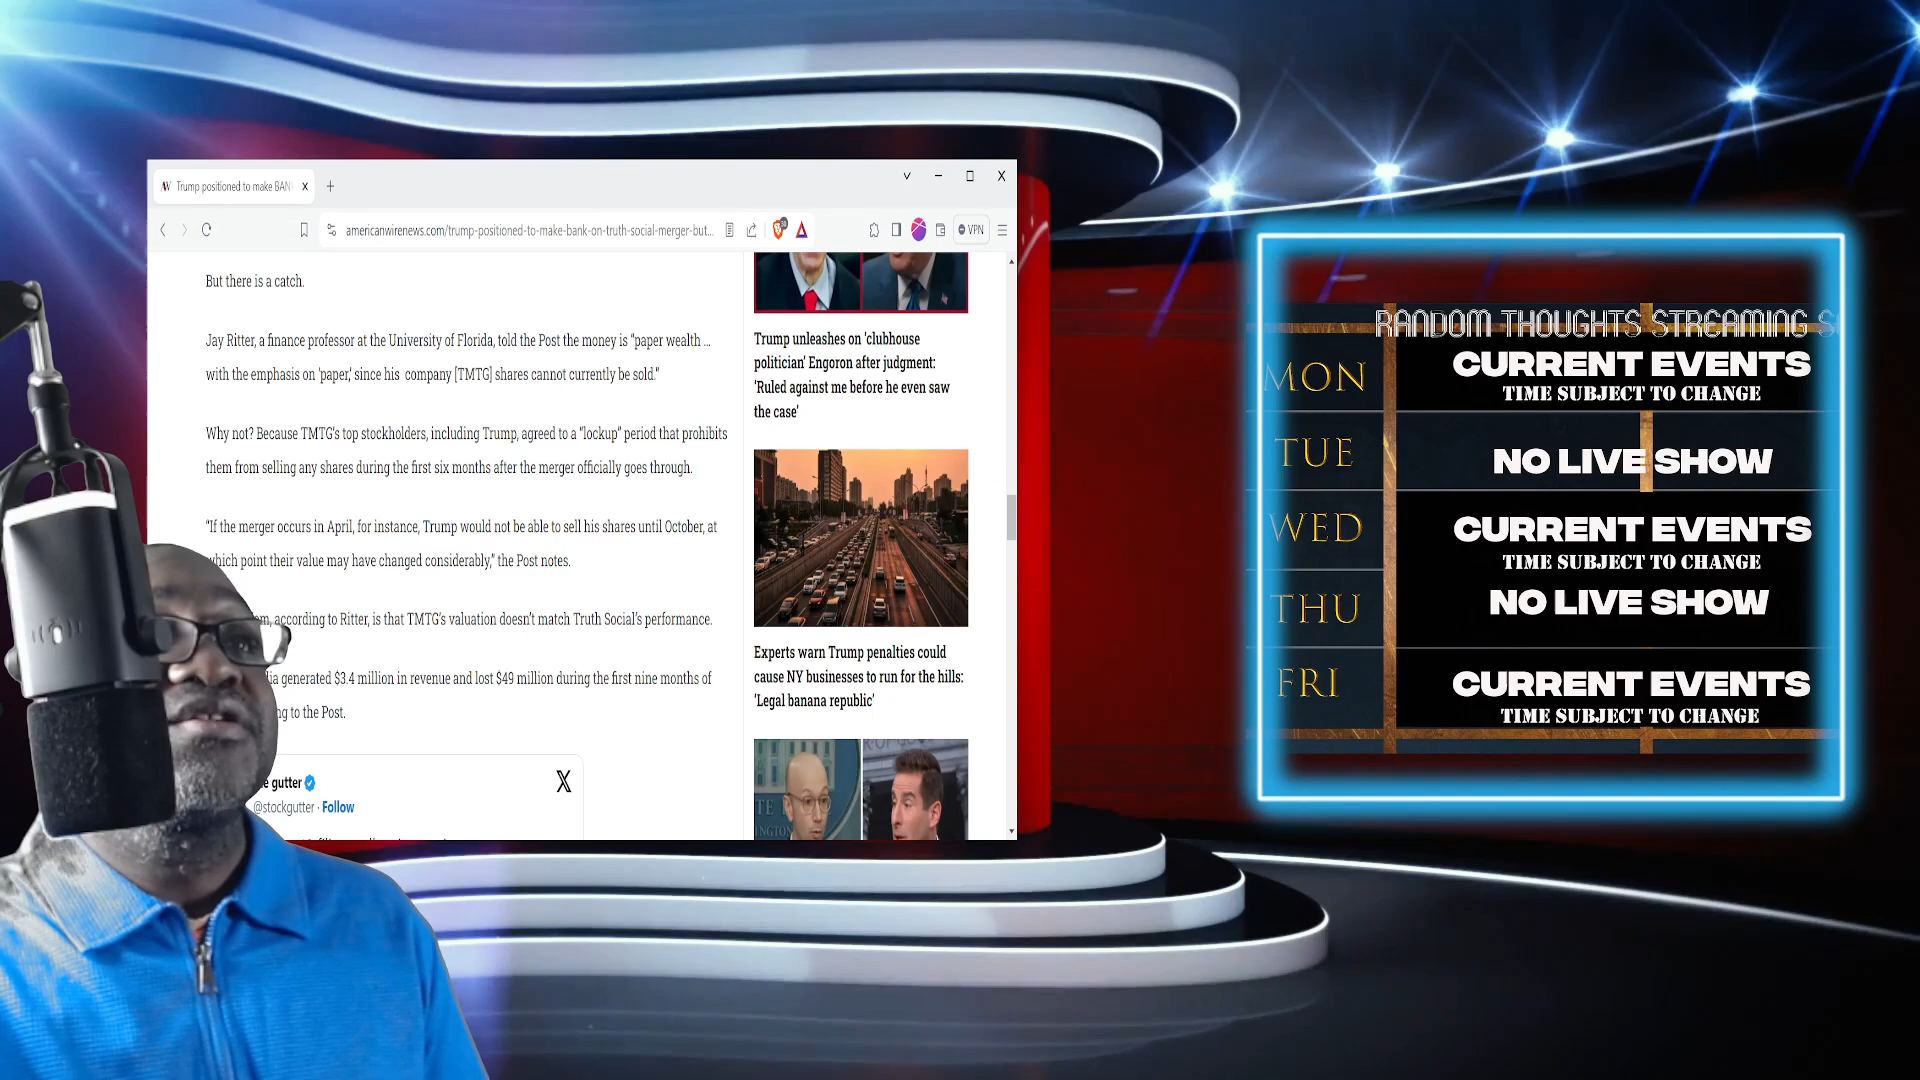 Trump positioned to make BAN
americanwirenews.com/trump-positioned-to-make-bank-on-truth-social-merger-but...
VPN
But there is a catch.
Jay Ritter, a finance professor at the University of Florida, told the Post the money is “paper wealth …
with the emphasis on ‘paper,’ since his company [TMTG] shares cannot currently be sold.”
Why not? Because TMTG’s top stockholders, including Trump, agreed to a “lockup” period that prohibits
them from selling any shares during the first six months after the merger officially goes through.
“If the merger occurs in April, for instance, Trump would not be able to sell his shares until October, at
which point their value may have changed considerably,” the Post notes.
according to Ritter, is that TMTG’s valuation doesn’t match Truth Social’s performance.
generated $3.4 million in revenue and lost $49 million during the first nine months of
to the Post.
gutter
@stockgutter · Follow
Trump unleashes on ‘clubhouse
politician’ Engoron after judgment:
‘Ruled against me before he even saw
the case’
Experts warn Trump penalties could
cause NY businesses to run for the hills:
‘Legal banana republic’
RANDOM THOUGHTS STREAMING
MON
CURRENT EVENTS
TIME SUBJECT TO CHANGE
TUE
NO LIVE SHOW
WED
CURRENT EVENTS
TIME SUBJECT TO CHANGE
THU
NO LIVE SHOW
FRI
CURRENT EVENTS
TIME SUBJECT TO CHANGE